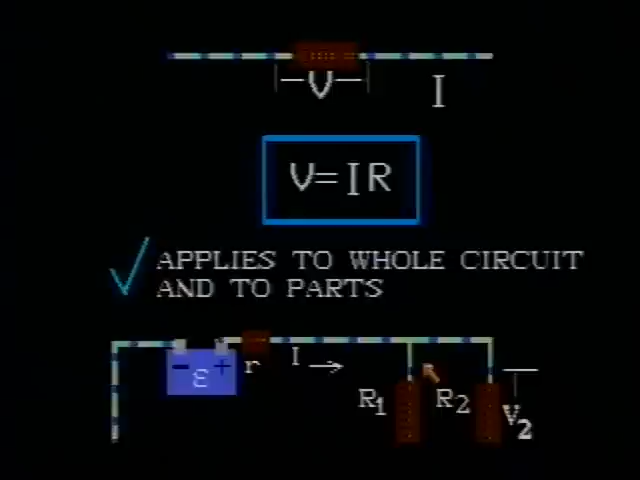 V
I
V=IR
APPLIES TO WHOLE CIRCUIT
AND TO PARTS
- ε + r I →
R1 R2 V2